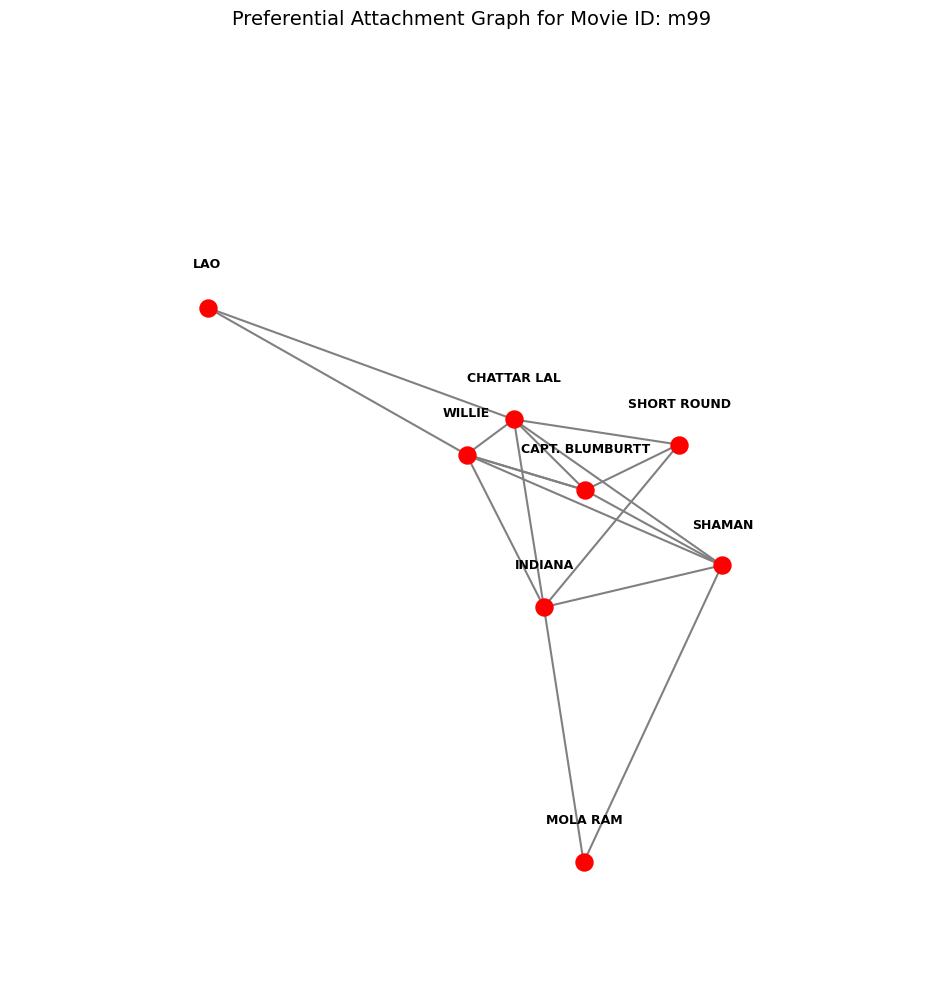 Preferential Attachment Graph for Movie ID: m99
LAO
CHATTAR LAL
SHORT ROUND
WILLIE
CAPT. BLUMBURTT
SHAMAN
INDIANA
MOLA RAM